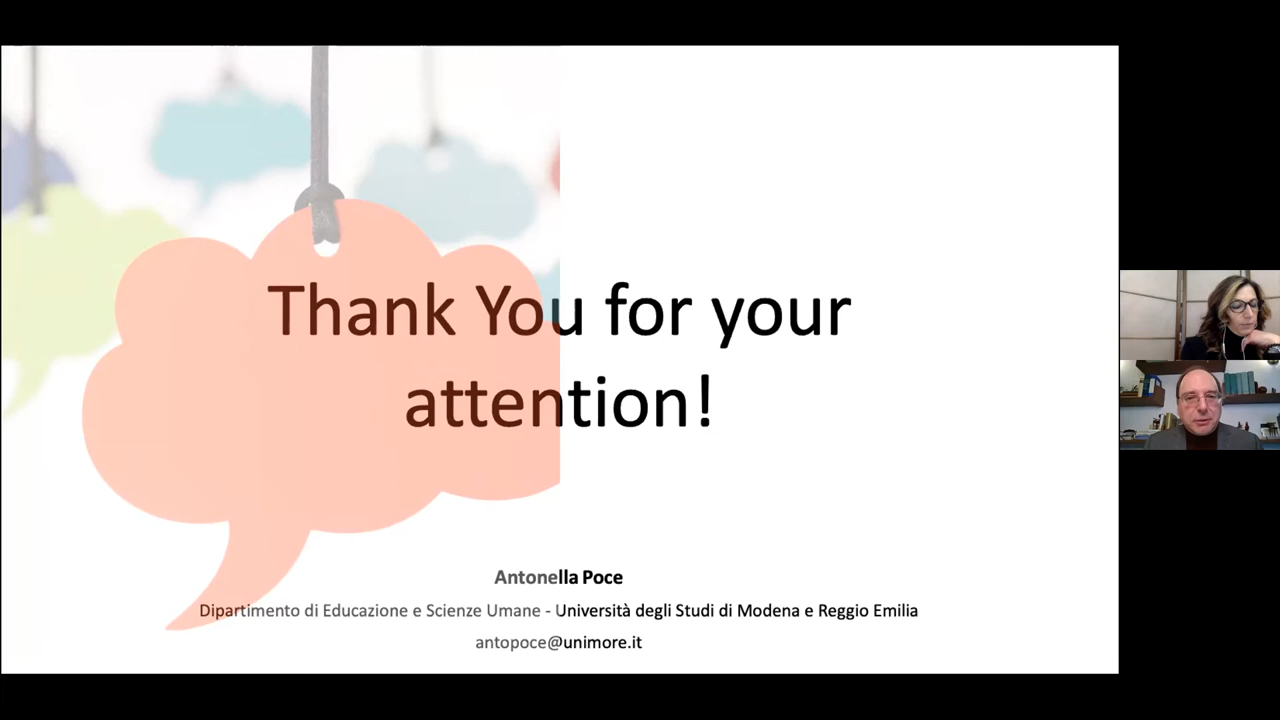 Thank You for your
attention!
Antonella Poce
Dipartimento di Educazione e Scienze Umane - Università degli Studi di Modena e Reggio Emilia
antopoce@unimore.it